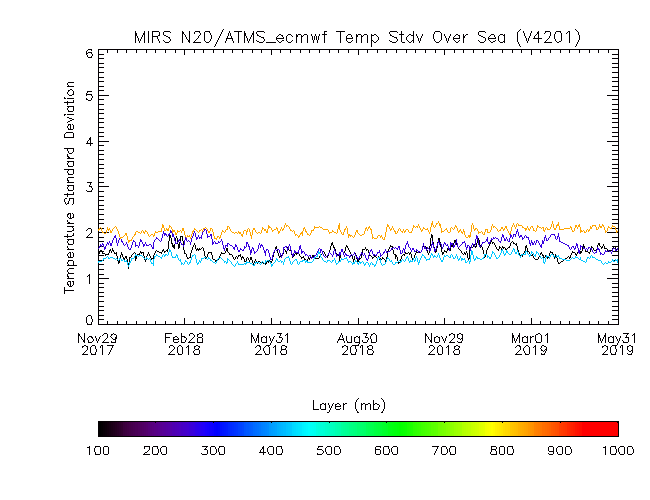 MIRS N20/ATMS_ecmwf Temp Stdv Over Sea (V4201)
Temperature Standard Deviation
6
5
4
3
2
1
0
Nov29 Feb28 May31 Aug30 Nov29 Mar01 May31
2017 2018 2018 2018 2018 2019 2019
Layer (mb)
100 200 300 400 500 600 700 800 900 1000